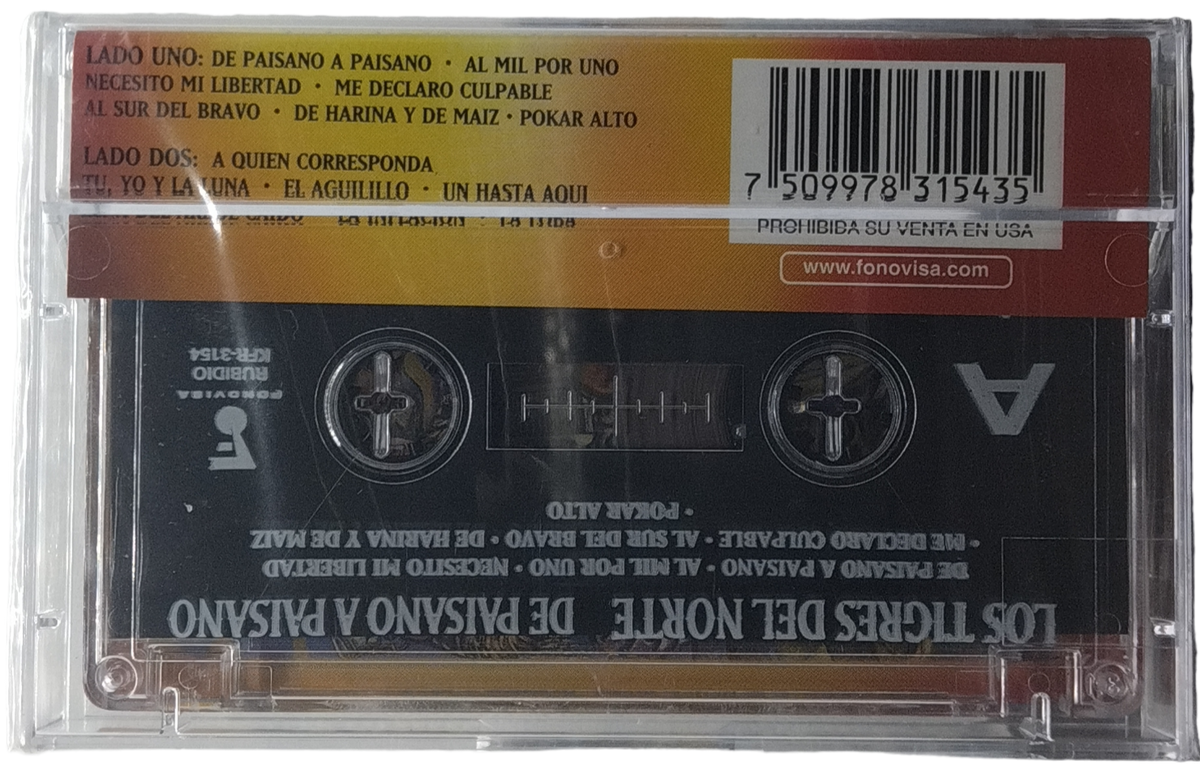 LADO UNO: DE PAISANO A PAISANO • AL MIL POR UNO
NECESITO MI LIBERTAD • ME DECLARO CULPABLE
AL SUR DEL BRAVO • DE HARINA Y DE MAIZ • POKAR ALTO
LADO DOS: A QUIEN CORRESPONDA
TU, YO Y LA LUNA • EL AGUILILLO • UN HASTA AQUI
7 509978 315435
PROHIBIDA SU VENTA EN USA
www.fonovisa.com
A
FONOVISA
RUBIDIO
KFR-3154
LOS TIGRES DEL NORTE DE PAISANO A PAISANO
DE PAISANO A PAISANO • AL MIL POR UNO • NECESITO MI LIBERTAD
• ME DECLARO CULPABLE • AL SUR DEL BRAVO • DE HARINA Y DE MAIZ
• POKAR ALTO